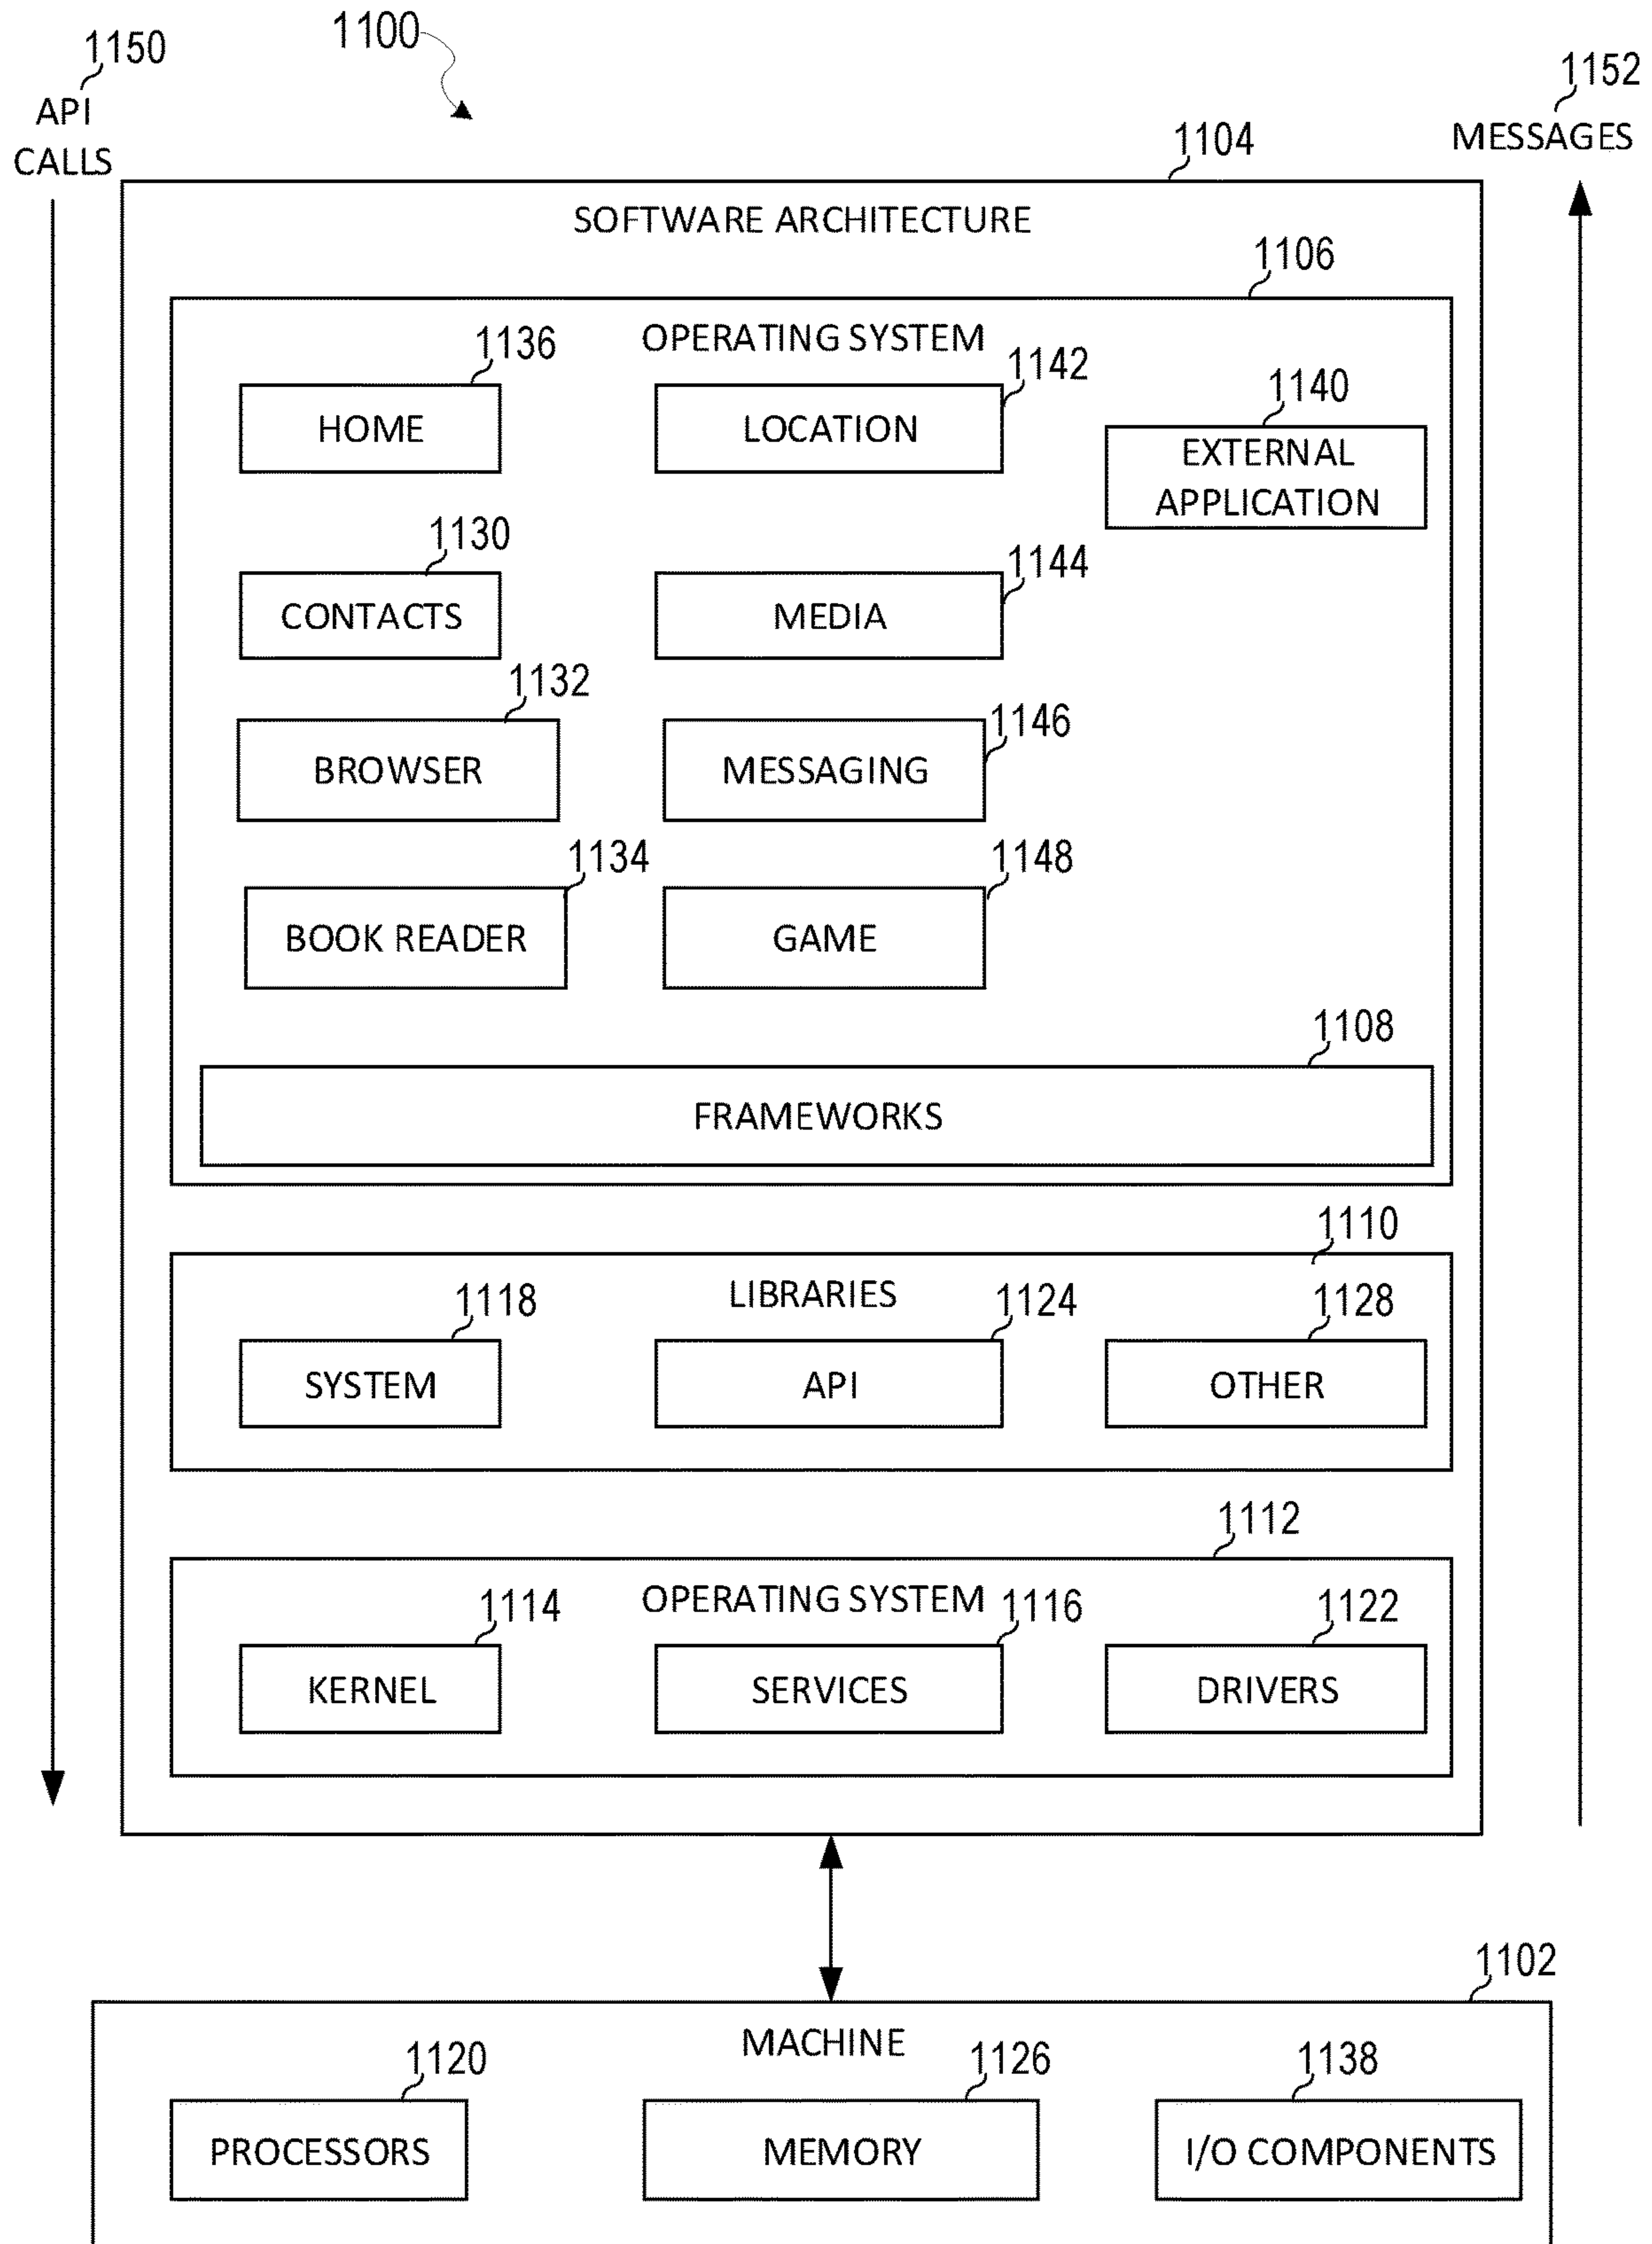 1100
1150
API
CALLS
1152
MESSAGES
1104
SOFTWARE ARCHITECTURE
1106
OPERATING SYSTEM
1136
HOME
1142
LOCATION
1140
EXTERNAL
APPLICATION
1130
CONTACTS
1144
MEDIA
1132
BROWSER
1146
MESSAGING
1134
BOOK READER
1148
GAME
1108
FRAMEWORKS
1110
LIBRARIES
1118
SYSTEM
1124
API
1128
OTHER
1112
OPERATING SYSTEM
1114
KERNEL
1116
SERVICES
1122
DRIVERS
1102
MACHINE
1120
PROCESSORS
1126
MEMORY
1138
I/O COMPONENTS